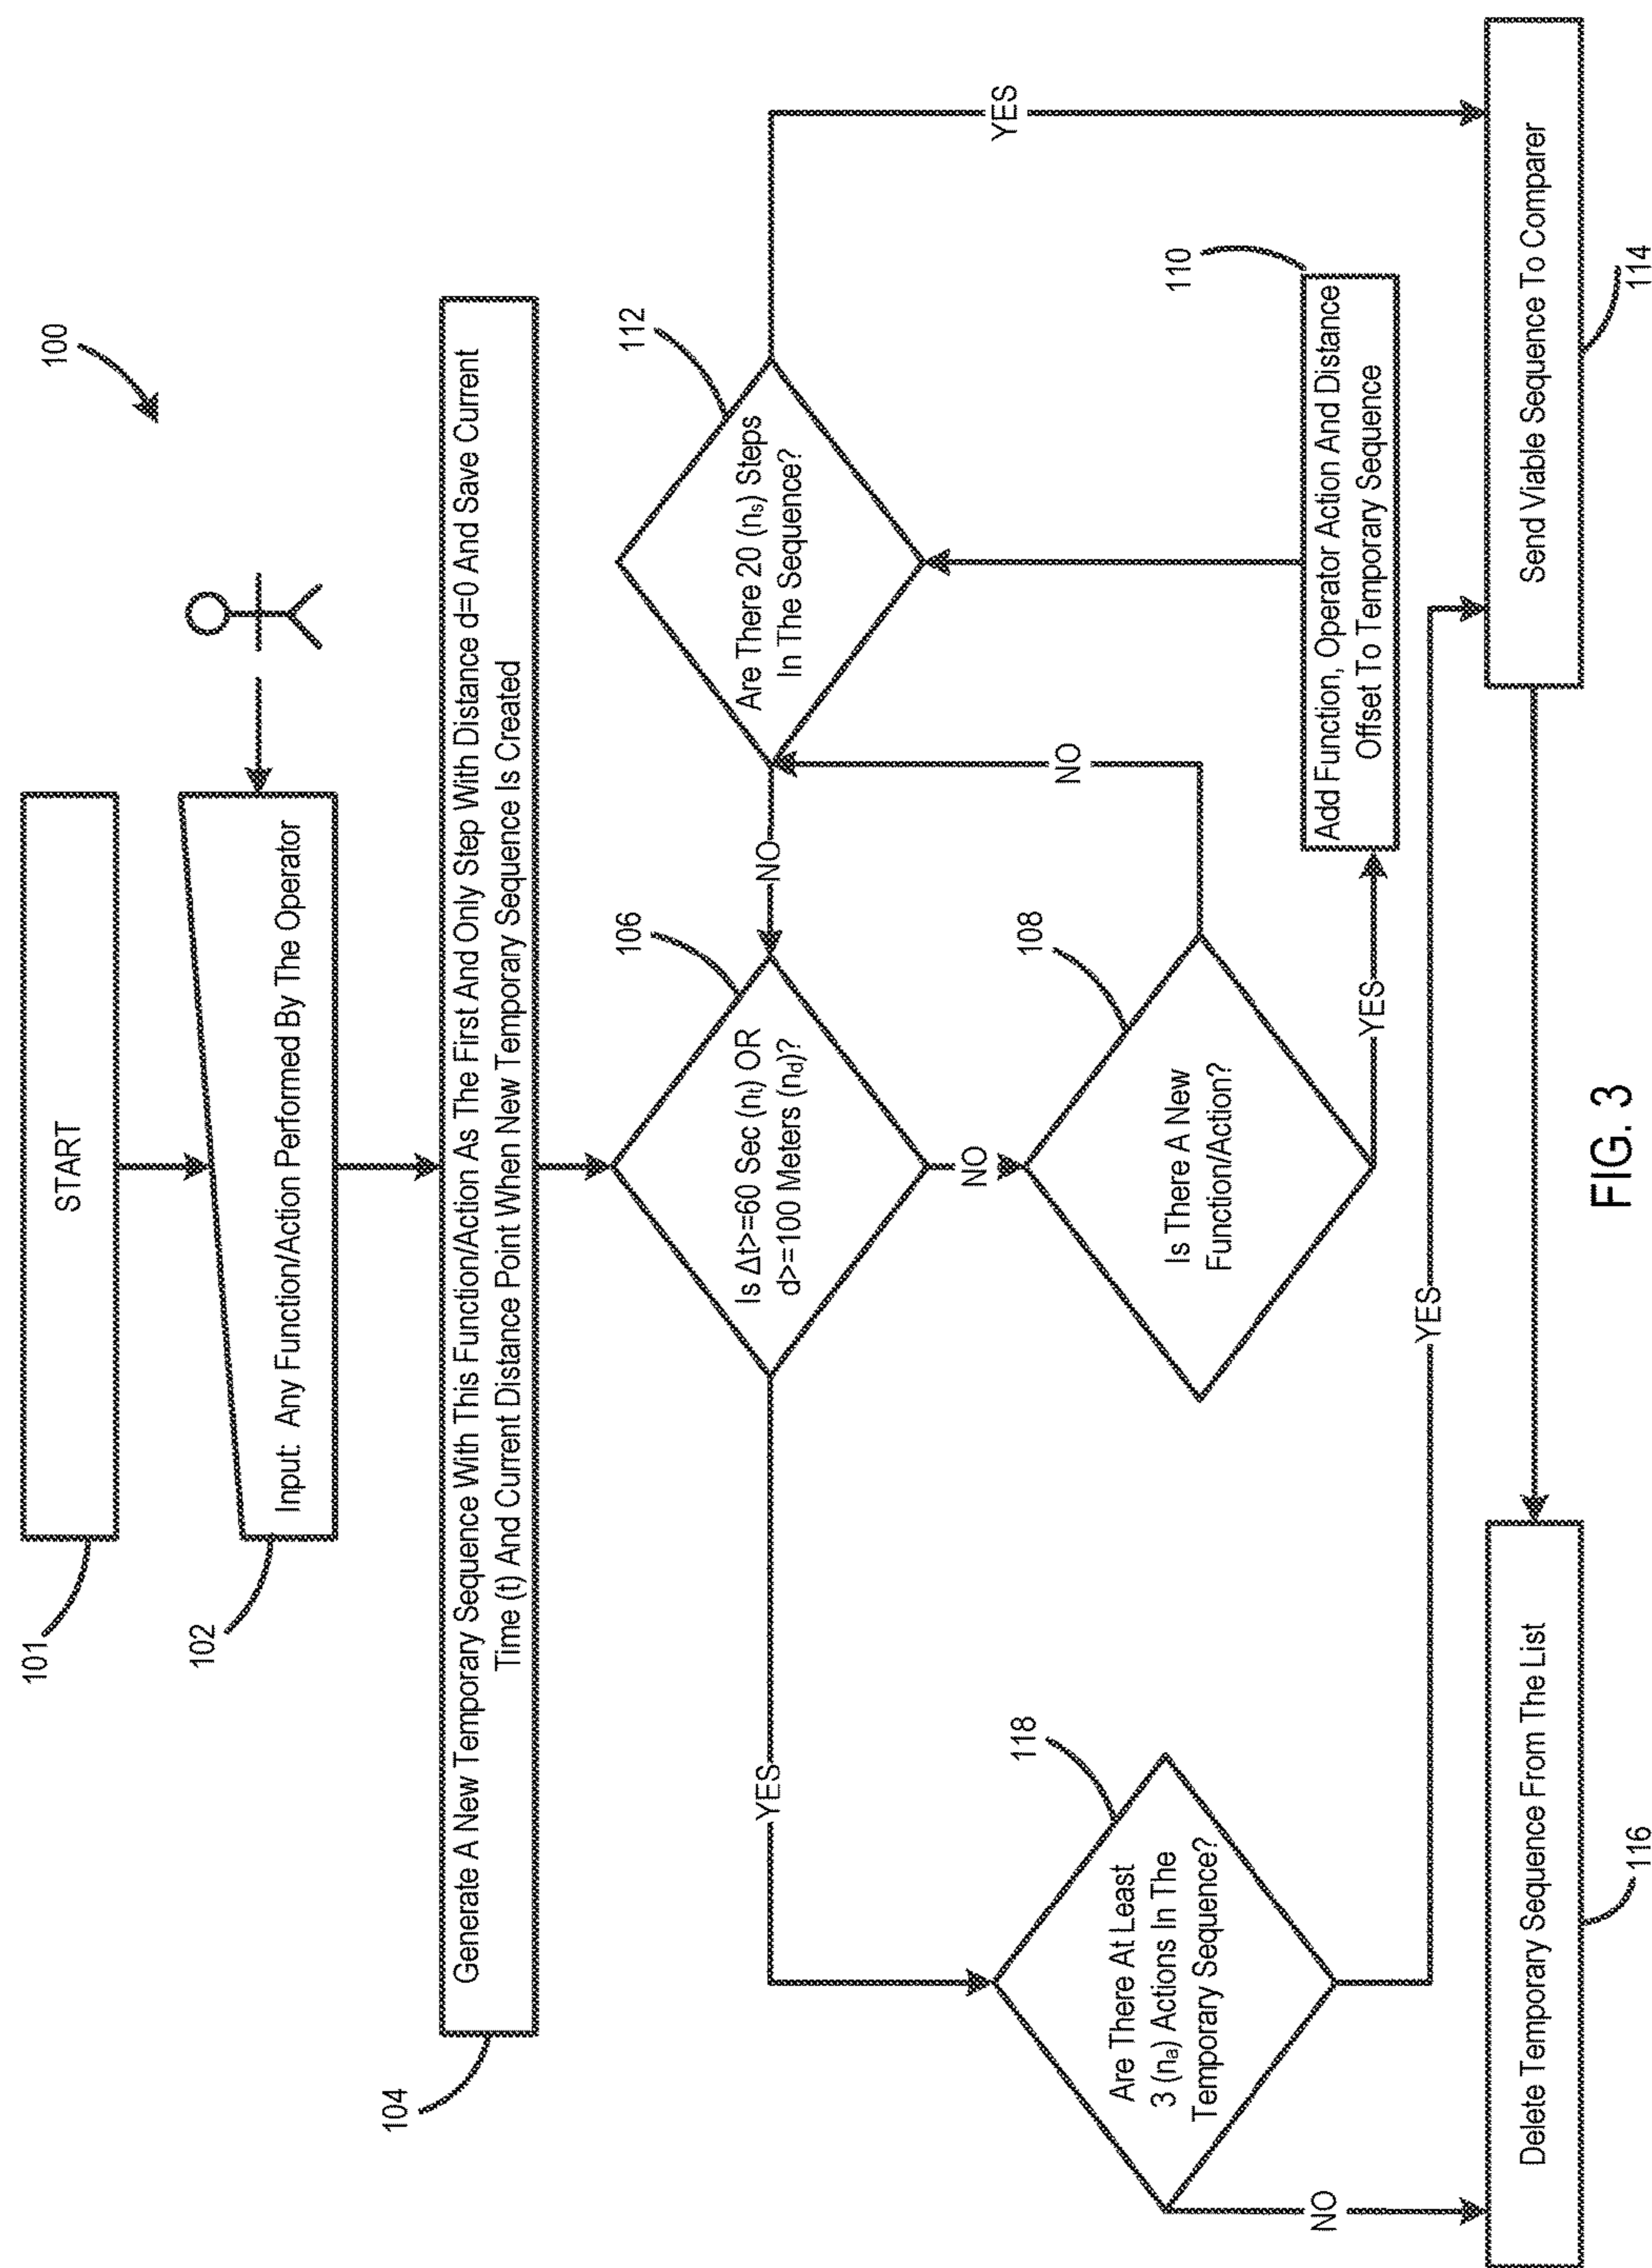 100
START
101
Input:  Any Function/Action Performed By The Operator
102
Generate A New Temporary Sequence With This Function/Action As The First And Only Step With Distance d=0 And Save Current
Time (t) And Current Distance Point When New Temporary Sequence Is Created
104
Is Δt>=60 Sec (nt) OR
d>=100 Meters (nd)?
106
NO
Are There 20 (ns) Steps
In The Sequence?
112
YES
YES
NO
NO
Is There A New
Function/Action?
108
YES
Add Function, Operator Action And Distance
Offset To Temporary Sequence
110
Are There At Least
3 (na) Actions In The
Temporary Sequence?
118
YES
NO
Delete Temporary Sequence From The List
116
Send Viable Sequence To Comparer
114
FIG. 3